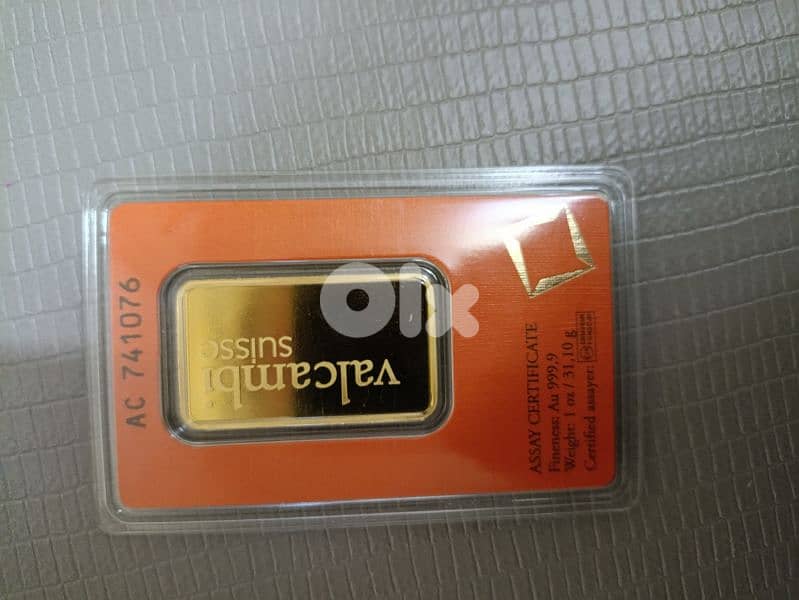 AC 741076
valcambi
suisse
olx
ASSAY CERTIFICATE
Fineness: Au 999,9
Weight: 1 oz / 31,10 g
Certified assayer: